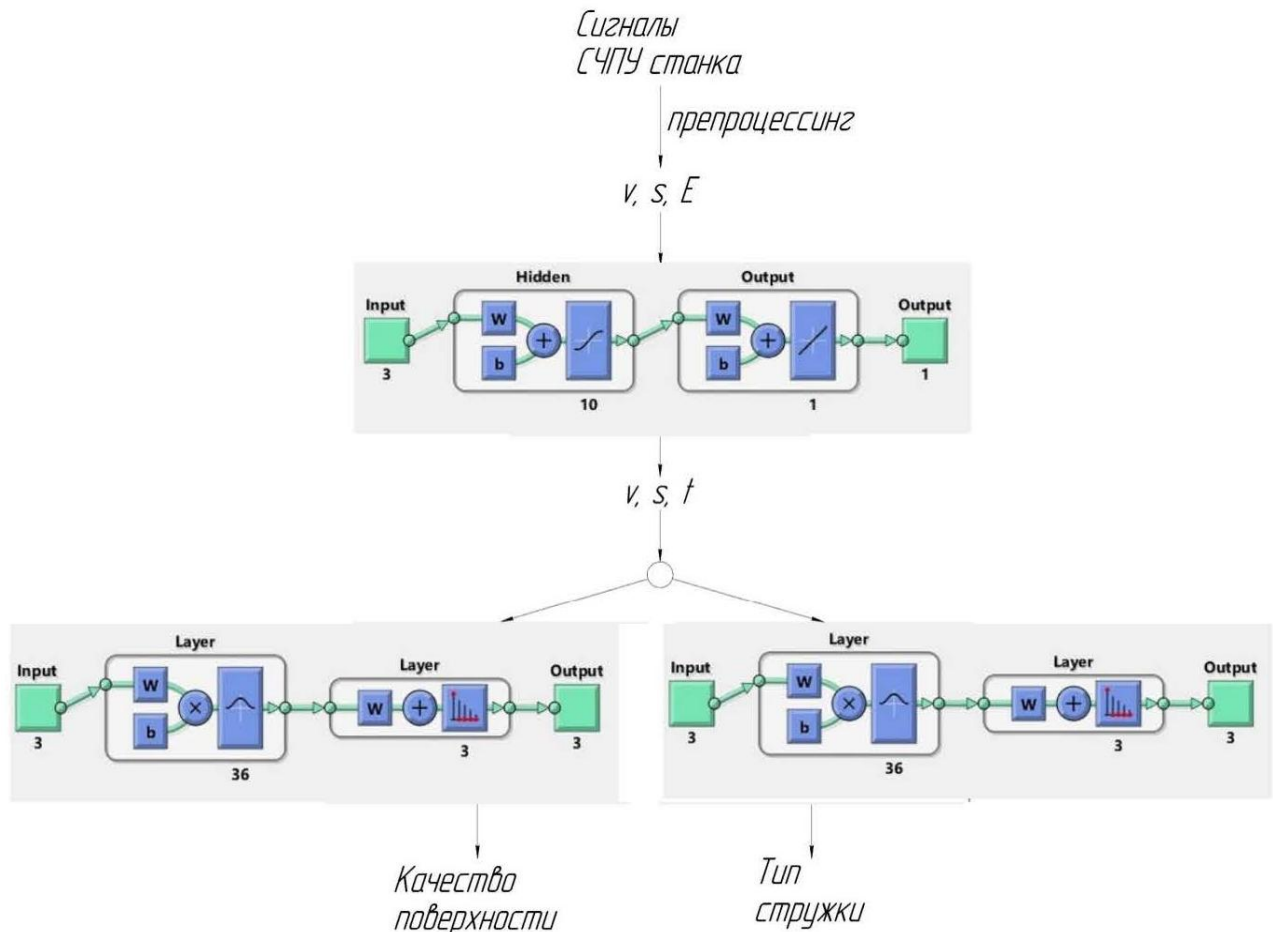 Сигналы
СЧПУ станка
препроцессинг
v, s, E
Hidden
Output
Input
W
b
+
W
b
+
Output
3
10
1
1
v, s, t
Layer
Layer
Input
W
b
×
W
+
Output
3
36
3
3
Layer
Layer
Input
W
b
×
W
+
Output
3
36
3
3
Качество
поверхности
Тип
стружки